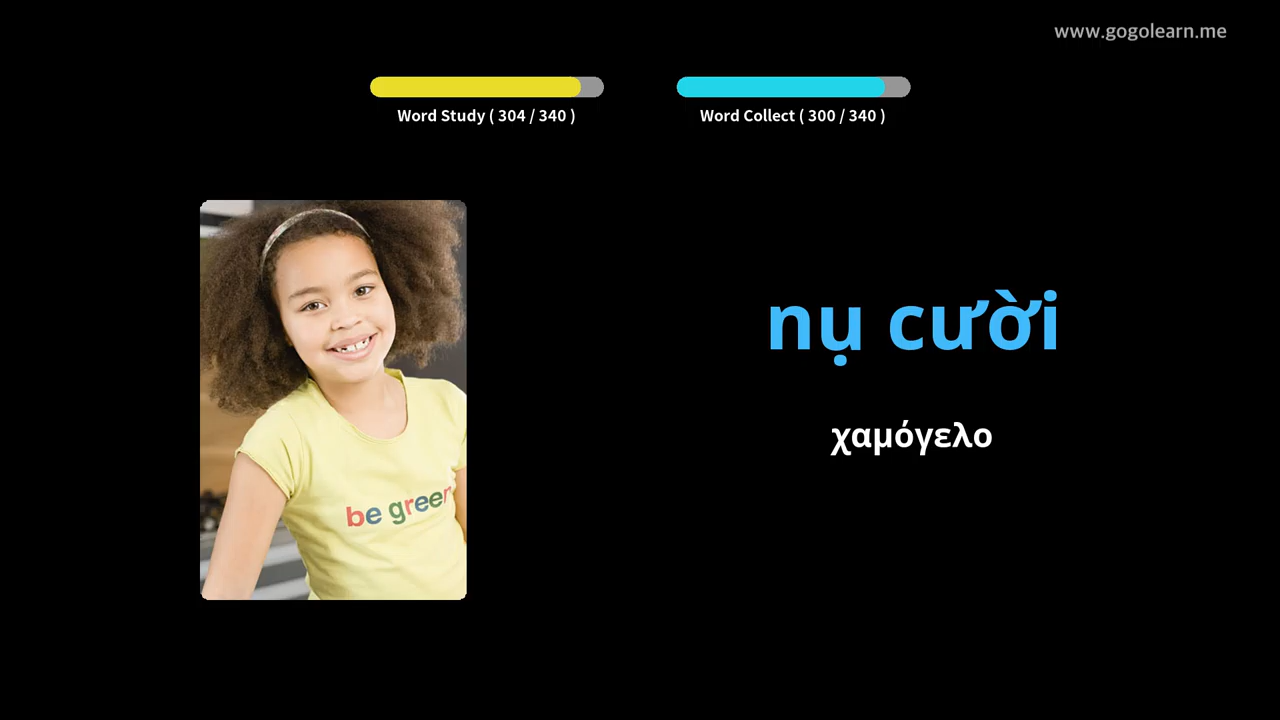 www.gogolearn.me
Word Study ( 304 / 340 )
Word Collect ( 300 / 340 )
nụ cười
χαμόγελο
be green